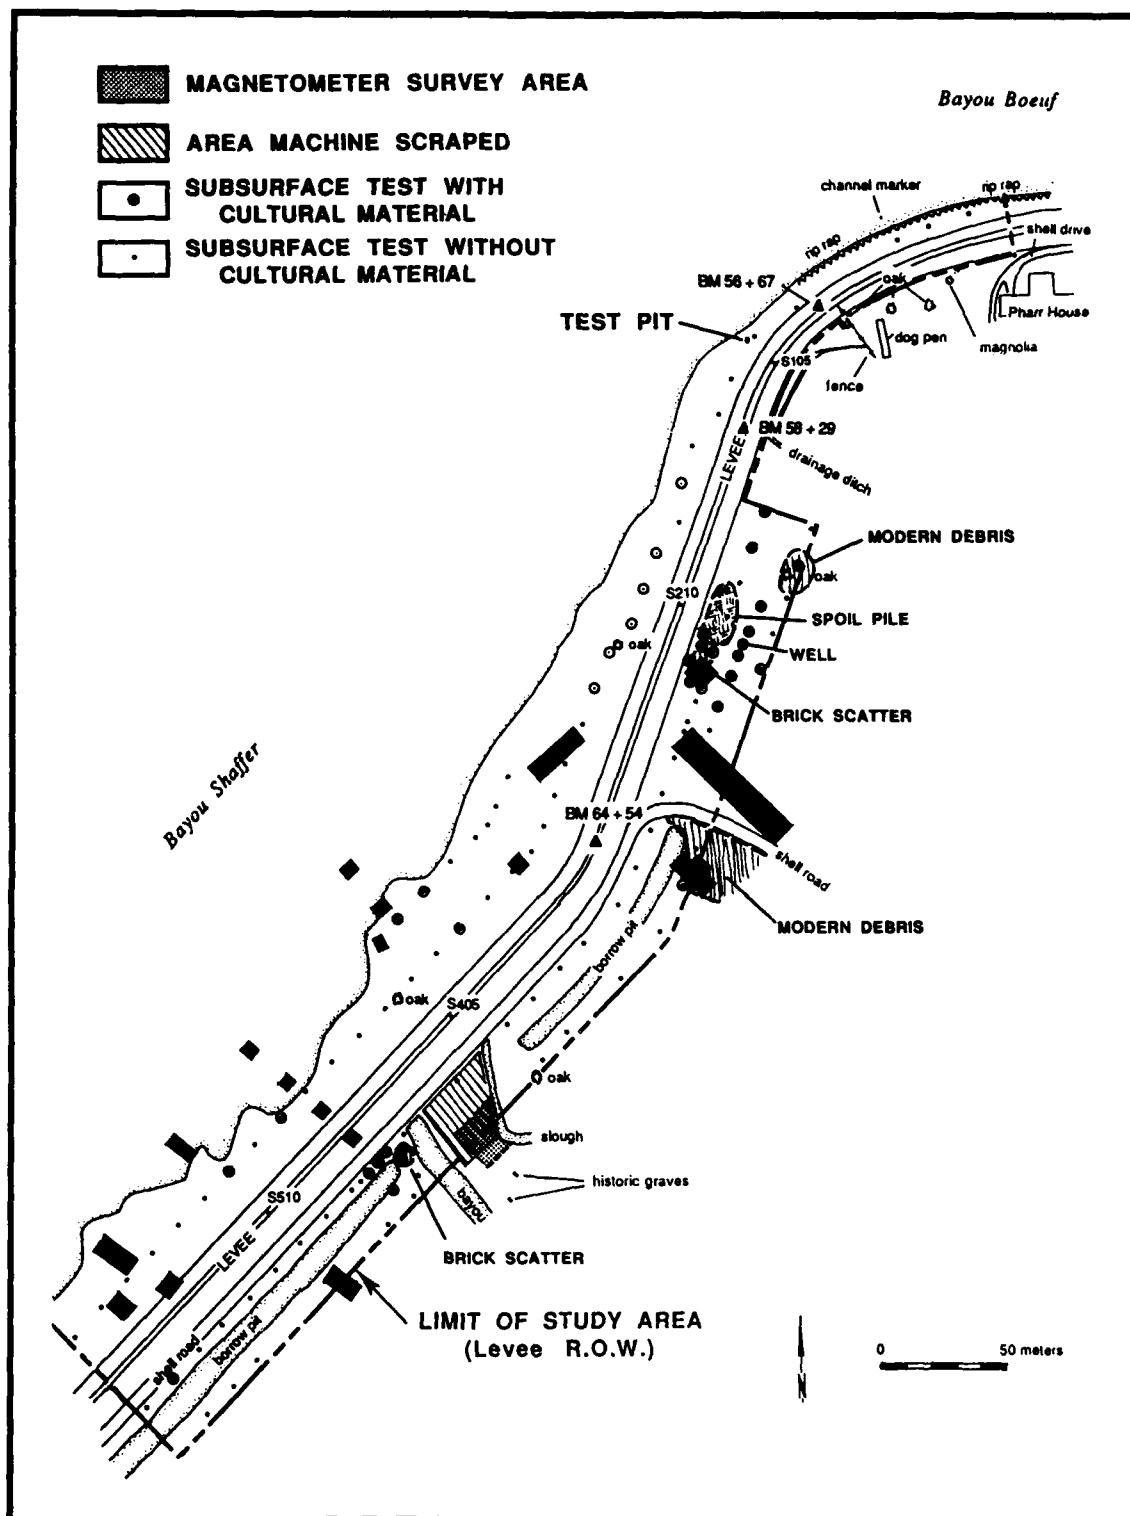 MAGNETOMETER SURVEY AREA
AREA MACHINE SCRAPED
SUBSURFACE TEST WITH
CULTURAL MATERIAL
SUBSURFACE TEST WITHOUT
CULTURAL MATERIAL
Bayou Boeuf
channel marker
rip rap
rip rap
shell drive
BM 56 + 67
oak
TEST PIT
Pharr House
dog pen
magnolia
S105
fence
BM 58 + 29
LEVEE
drainage ditch
MODERN DEBRIS
oak
S210
SPOIL PILE
oak
WELL
BRICK SCATTER
Bayou Shaffer
BM 64 + 54
shell road
MODERN DEBRIS
borrow pit
oak
S405
oak
slough
historic graves
bayou
S510
LEVEE
BRICK SCATTER
LIMIT OF STUDY AREA
(Levee R.O.W.)
shell road
borrow pit
0 50 meters
N